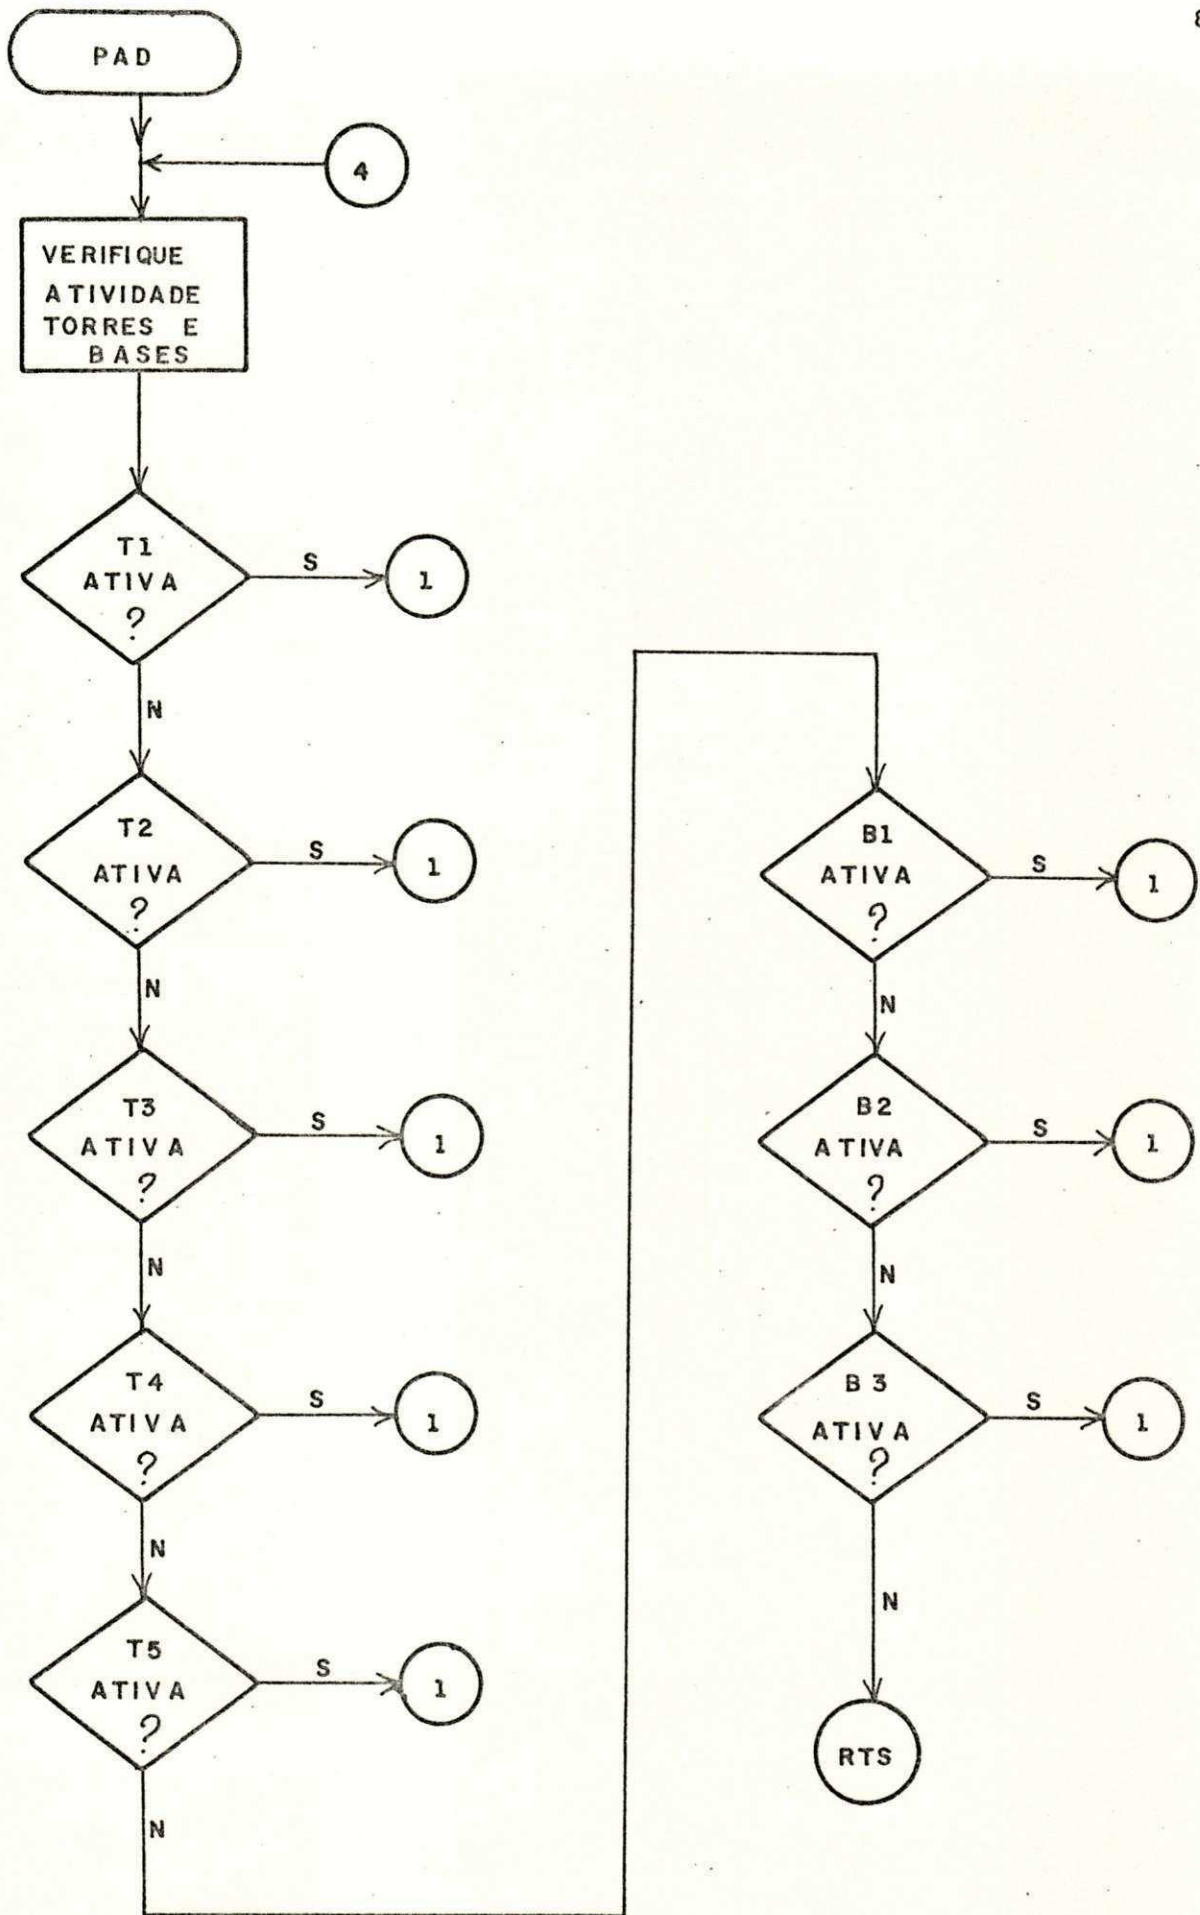 8
PAD
4
VERIFIQUE
ATIVIDADE
TORRES E
BASES
T1
ATIVA
?
S
1
N
T2
ATIVA
?
S
1
N
T3
ATIVA
?
S
1
N
T4
ATIVA
?
S
1
N
T5
ATIVA
?
S
1
N
B1
ATIVA
?
S
1
N
B2
ATIVA
?
S
1
N
B3
ATIVA
?
S
1
N
RTS